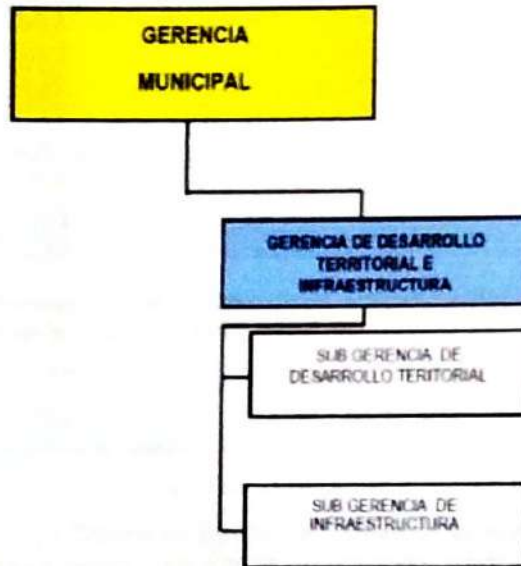 GERENCIA
MUNICIPAL
GERENCIA DE DESARROLLO
TERRITORIAL E
INFRAESTRUCTURA
SUB GERENCIA DE
DESARROLLO TERITORIAL
SUB GERENCIA DE
INFRAESTRUCTURA